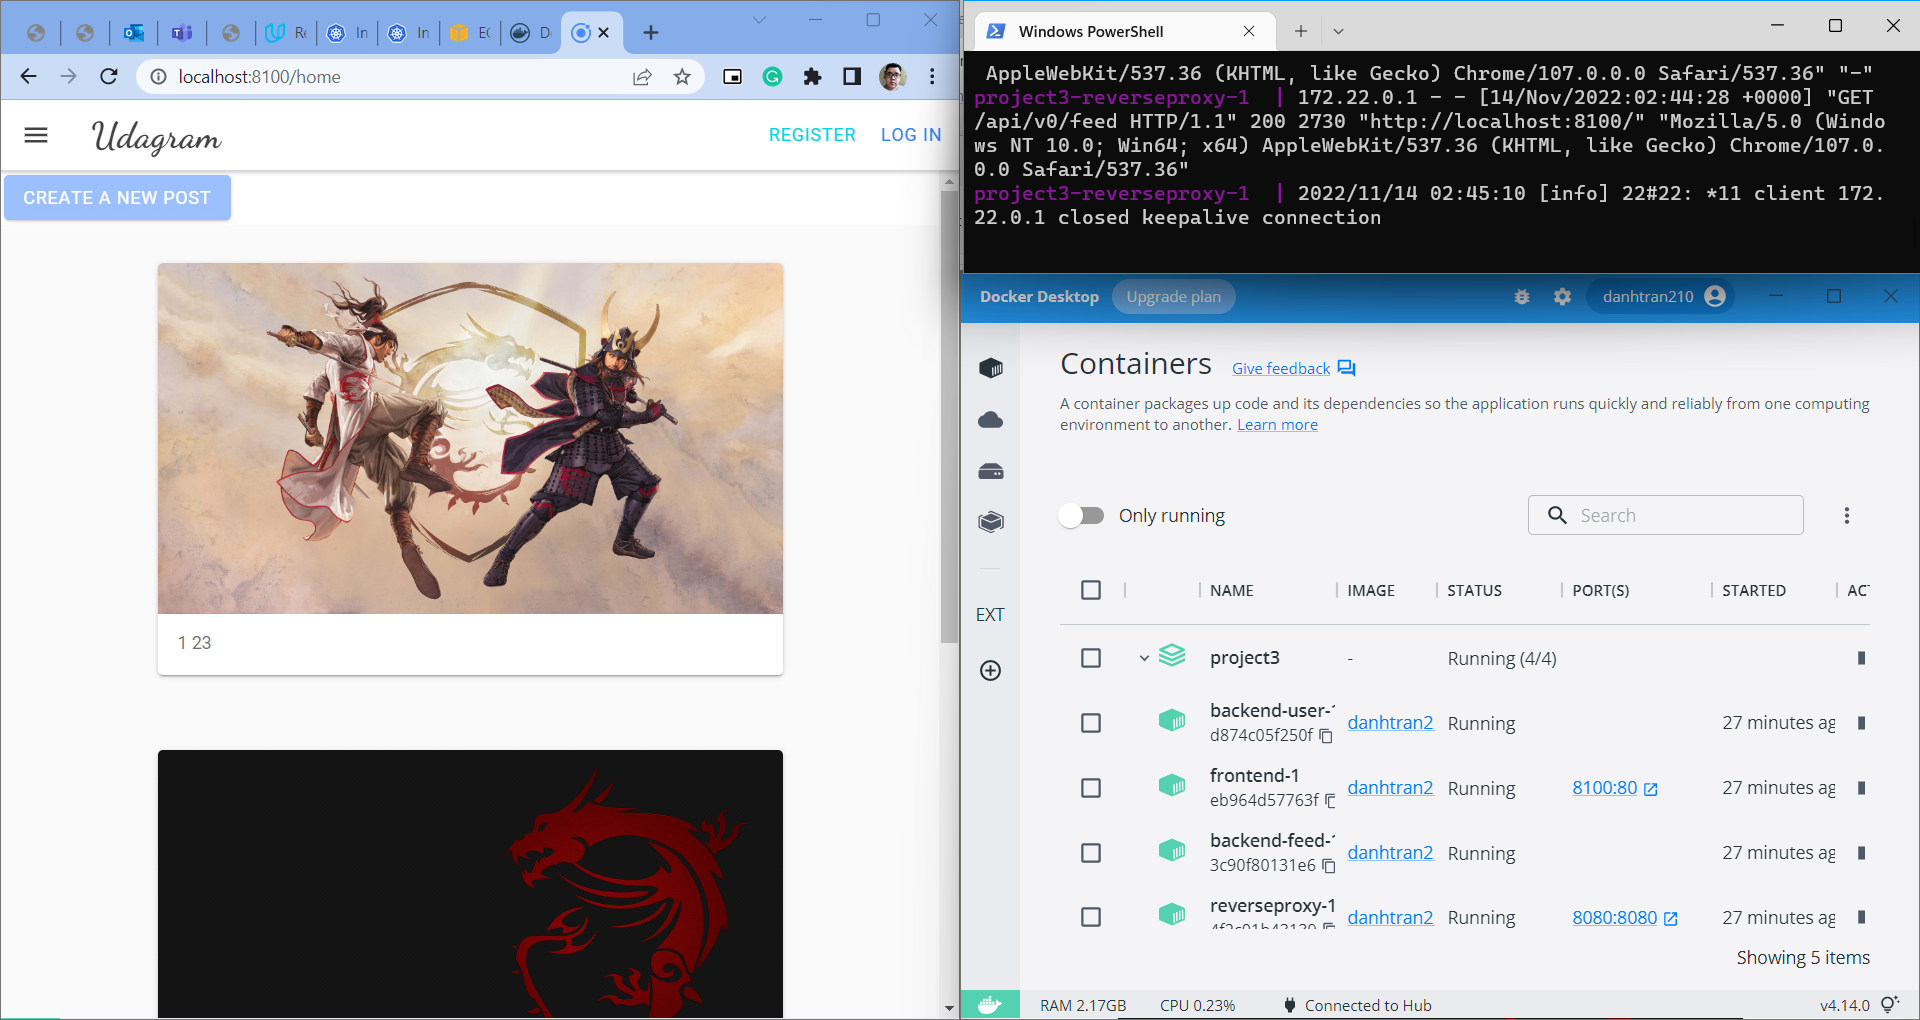 In
In
localhost:8100/home
Udagram
REGISTER
LOG IN
CREATE A NEW POST
1 23
Windows PowerShell
AppleWebKit/537.36 (KHTML, like Gecko) Chrome/107.0.0.0 Safari/537.36" "-"
project3-reverseproxy-1 | 172.22.0.1 - - [14/Nov/2022:02:44:28 +0000] "GET
/api/v0/feed HTTP/1.1" 200 2730 "http://localhost:8100/" "Mozilla/5.0 (Windo
ws NT 10.0; Win64; x64) AppleWebKit/537.36 (KHTML, like Gecko) Chrome/107.0.
0.0 Safari/537.36"
project3-reverseproxy-1 | 2022/11/14 02:45:10 [info] 22#22: *11 client 172.
22.0.1 closed keepalive connection
Docker Desktop
Upgrade plan
danhtran210
Containers
Give feedback
A container packages up code and its dependencies so the application runs quickly and reliably from one computing
environment to another. Learn more
Only running
Search
EXT
NAME IMAGE STATUS PORT(S) STARTED ACT
project3 - Running (4/4)
backend-user-1 danhtran2 Running 27 minutes ag
d874c05f250f
frontend-1 danhtran2 Running 8100:80 27 minutes ag
eb964d57763f
backend-feed-1 danhtran2 Running 27 minutes ag
3c90f80131e6
reverseproxy-1 danhtran2 Running 8080:8080 27 minutes ag
Showing 5 items
RAM 2.17GB CPU 0.23% Connected to Hub v4.14.0